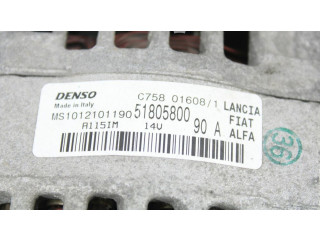 DENSO C758 01608/1 LANCIA
Made in Italy FIAT
MS1012101190 51805800 ALFA
A115IM 14V 90 A
36